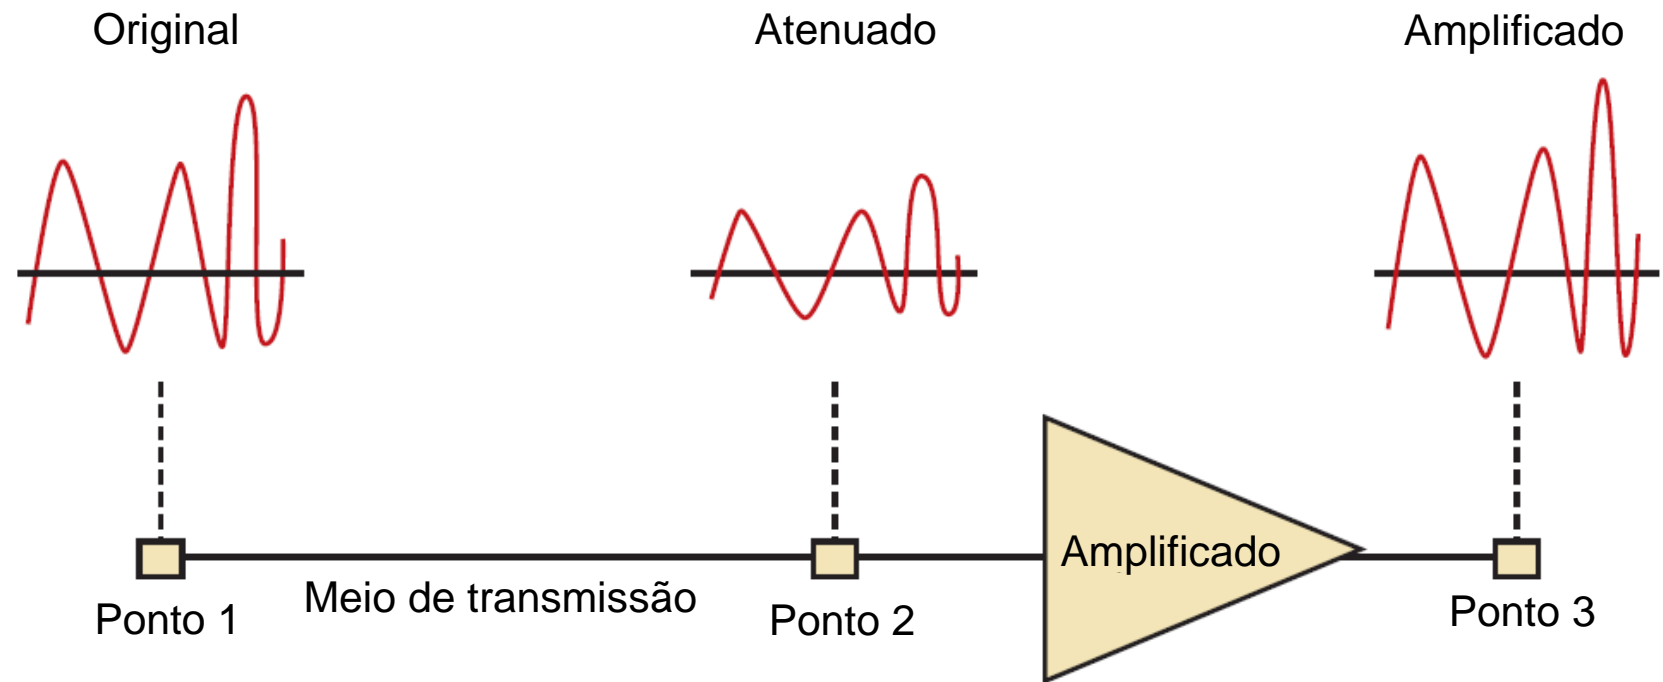 Original
Atenuado
Amplificado
Amplificado
Meio de transmissão
Ponto 1
Ponto 2
Ponto 3